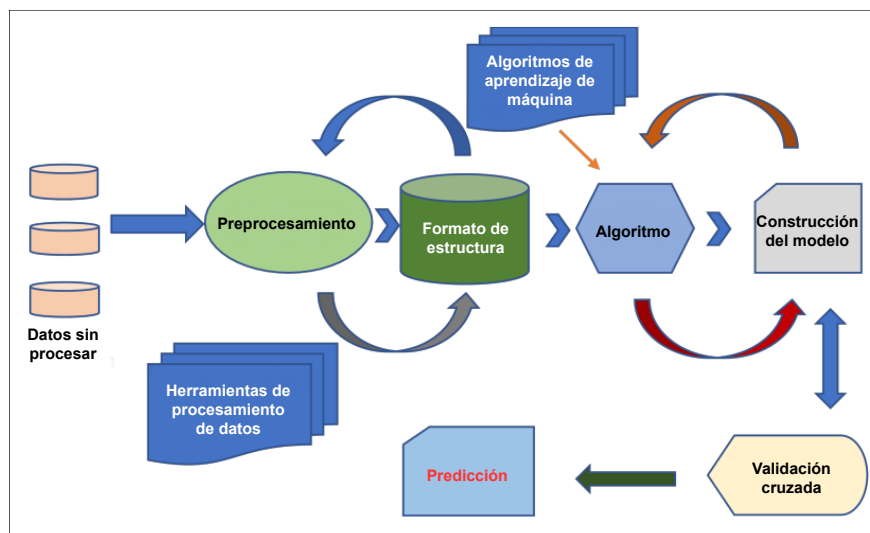 Algoritmos de
aprendizaje de
máquina
Preprocesamiento
Formato de
estructura
Algoritmo
Construcción
del modelo
Datos sin
procesar
Herramientas de
procesamiento
de datos
Predicción
Validación
cruzada